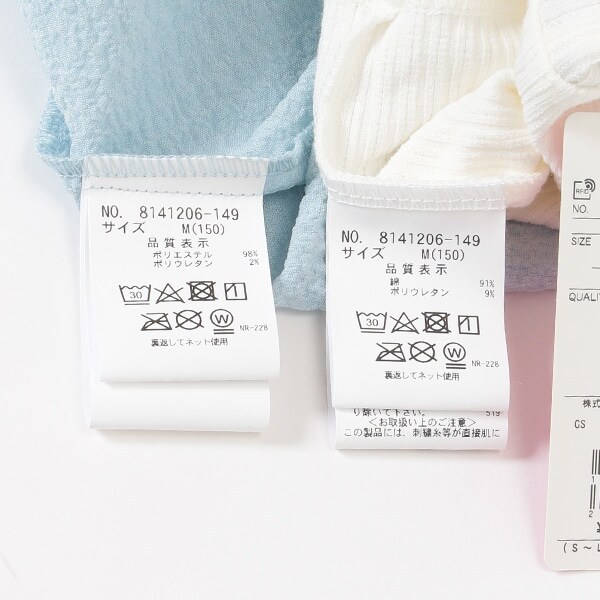 NO. 8141206-149
サイズ M(150)
品質表示
ポリエステル 98%
ポリウレタン 2%
30
W
NR-228
裏返してネット使用
NO. 8141206-149
サイズ M(150)
品質表示
綿 91%
ポリウレタン 9%
30
W
NR-228
裏返してネット使用
り除いて下さい。 519
<お取扱い上のご注意>
この製品には、刺繍糸等が直接肌に
RFID
NO.
SIZE
株式
CS
(S～